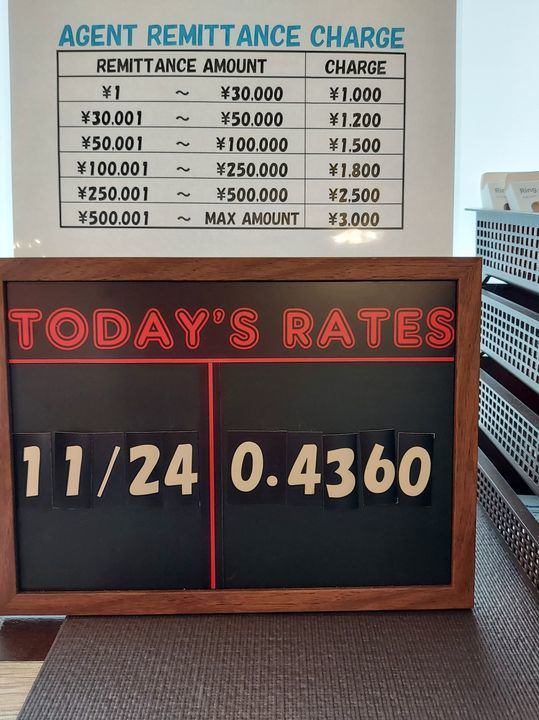 AGENT REMITTANCE CHARGE
REMITTANCE AMOUNT CHARGE
¥1 ~ ¥30.000 ¥1.000
¥30.001 ~ ¥50.000 ¥1.200
¥50.001 ~ ¥100.000 ¥1.500
¥100.001 ~ ¥250.000 ¥1.800
¥250.001 ~ ¥500.000 ¥2.500
¥500.001 ~ MAX AMOUNT ¥3.000
Ring
TODAY'S RATES
11/24 0.4360